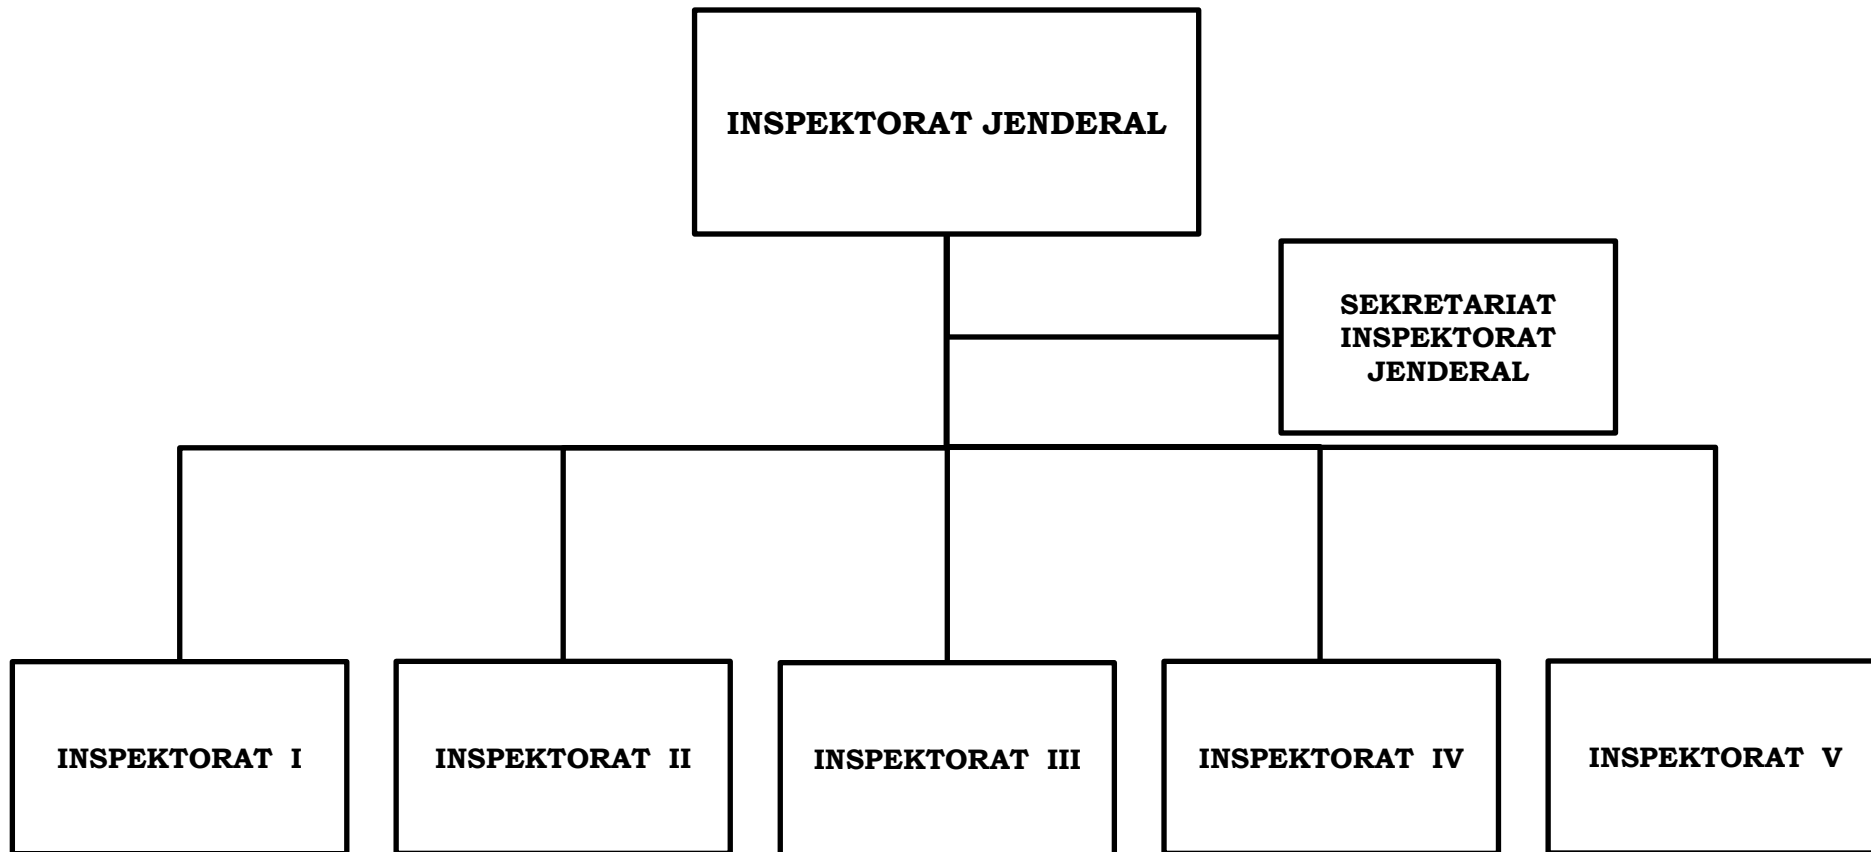 INSPEKTORAT JENDERAL
SEKRETARIAT
INSPEKTORAT
JENDERAL
INSPEKTORAT I
INSPEKTORAT II
INSPEKTORAT III
INSPEKTORAT IV
INSPEKTORAT V